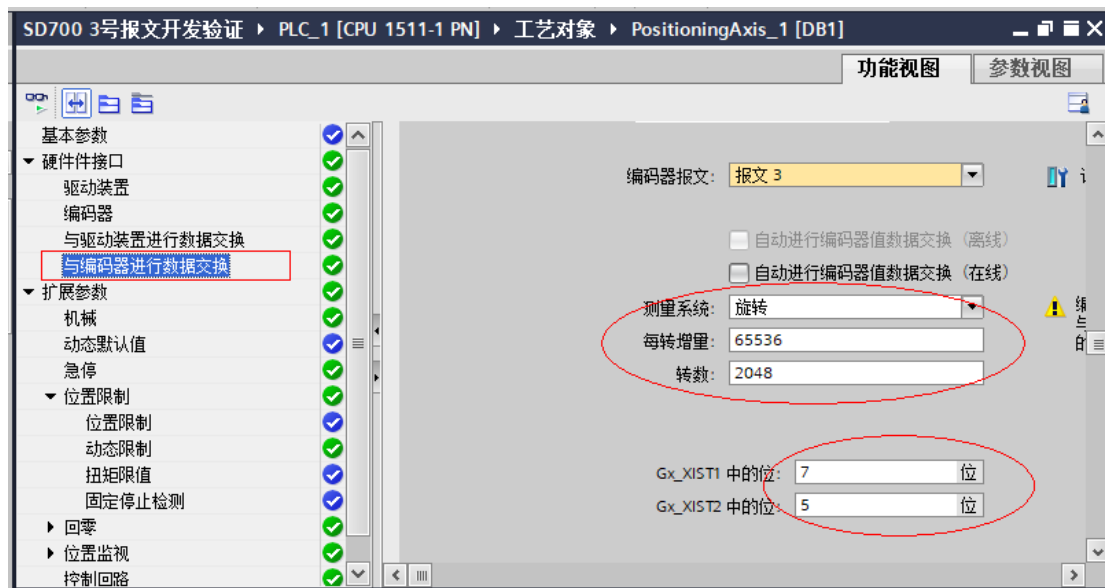 SD700 3号报文开发验证 ▸ PLC_1 [CPU 1511-1 PN] ▸ 工艺对象 ▸ PositioningAxis_1 [DB1]
功能视图
参数视图
基本参数
硬件件接口
驱动装置
编码器
与驱动装置进行数据交换
与编码器进行数据交换
扩展参数
机械
动态默认值
急停
位置限制
位置限制
动态限制
扭矩限值
固定停止检测
回零
位置监视
控制回路
编码器报文: 报文 3
自动进行编码器值数据交换（离线）
自动进行编码器值数据交换（在线）
测量系统: 旋转
每转增量: 65536
转数: 2048
Gx_XIST1 中的位: 7 位
Gx_XIST2 中的位: 5 位